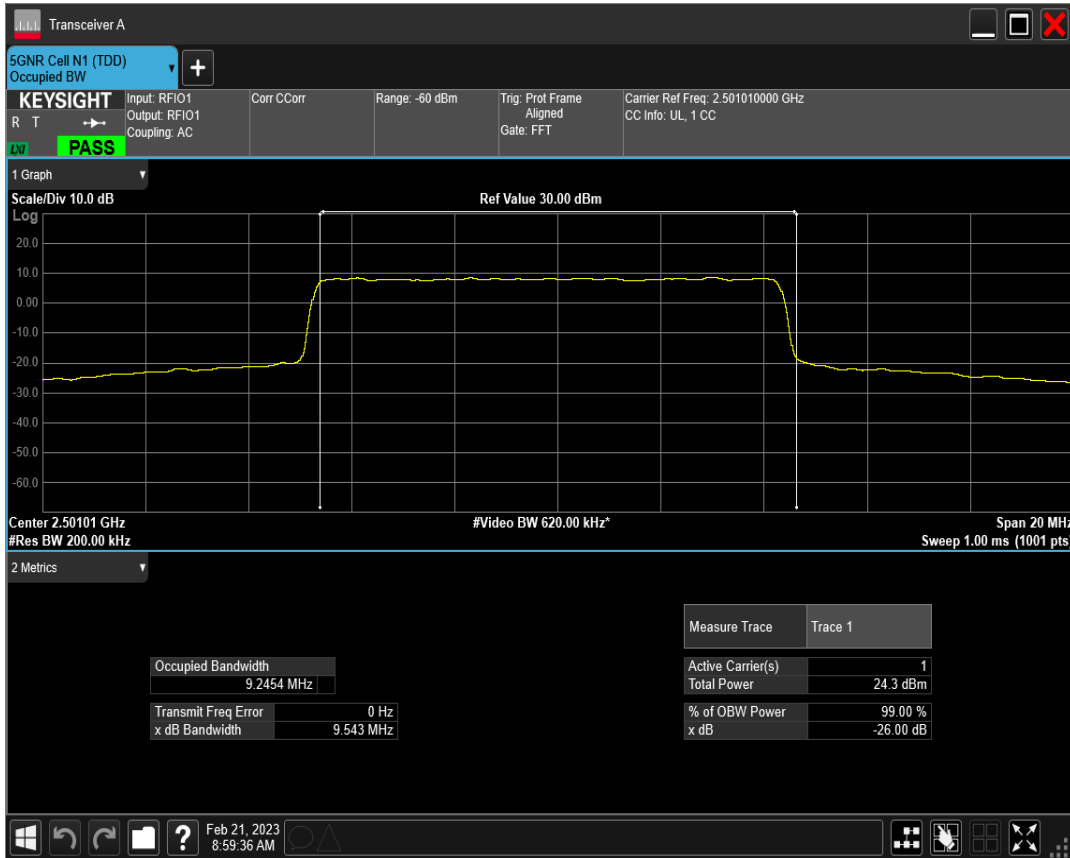 Transceiver A
5GNR Cell N1 (TDD)
Occupied BW
+
KEYSIGHT
R T
LXI
PASS
Input: RFIO1
Output: RFIO1
Coupling: AC
Corr CCorr
Range: -60 dBm
Trig: Prot Frame
Aligned
Gate: FFT
Carrier Ref Freq: 2.501010000 GHz
CC Info: UL, 1 CC
1 Graph
Scale/Div 10.0 dB
Ref Value 30.00 dBm
Log
20.0
10.0
0.00
-10.0
-20.0
-30.0
-40.0
-50.0
-60.0
Center 2.50101 GHz
#Video BW 620.00 kHz*
Span 20 MHz
#Res BW 200.00 kHz
Sweep 1.00 ms (1001 pts)
2 Metrics
Measure Trace Trace 1
Occupied Bandwidth
9.2454 MHz
Active Carrier(s) 1
Total Power 24.3 dBm
Transmit Freq Error 0 Hz
x dB Bandwidth 9.543 MHz
% of OBW Power 99.00 %
x dB -26.00 dB
?
Feb 21, 2023
8:59:36 AM